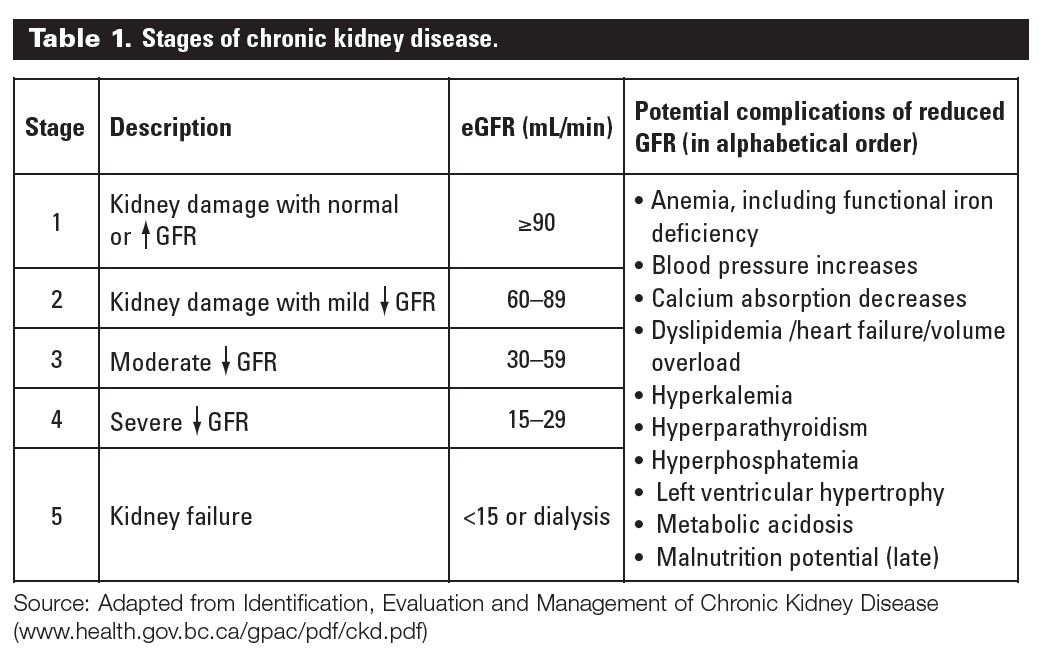 Table 1. Stages of chronic kidney disease.
Stage
Description
eGFR (mL/min)
Potential complications of reduced
GFR (in alphabetical order)
1
Kidney damage with normal
or ↑ GFR
≥90
2
Kidney damage with mild ↓ GFR
60–89
3
Moderate ↓ GFR
30–59
4
Severe ↓ GFR
15–29
5
Kidney failure
<15 or dialysis
• Anemia, including functional iron
deficiency
• Blood pressure increases
• Calcium absorption decreases
• Dyslipidemia /heart failure/volume
overload
• Hyperkalemia
• Hyperparathyroidism
• Hyperphosphatemia
• Left ventricular hypertrophy
• Metabolic acidosis
• Malnutrition potential (late)
Source: Adapted from Identification, Evaluation and Management of Chronic Kidney Disease
(www.health.gov.bc.ca/gpac/pdf/ckd.pdf)